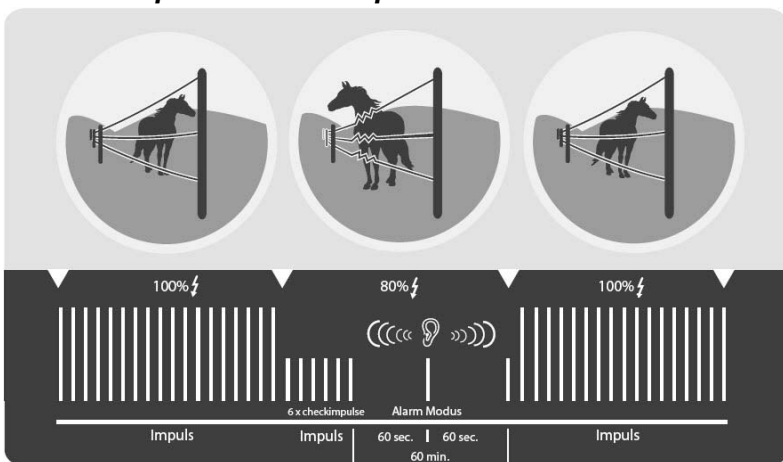 100% 80% 100%
6 x checkimpulse Alarm Modus
Impuls Impuls 60 sec. 60 sec. Impuls
60 min.